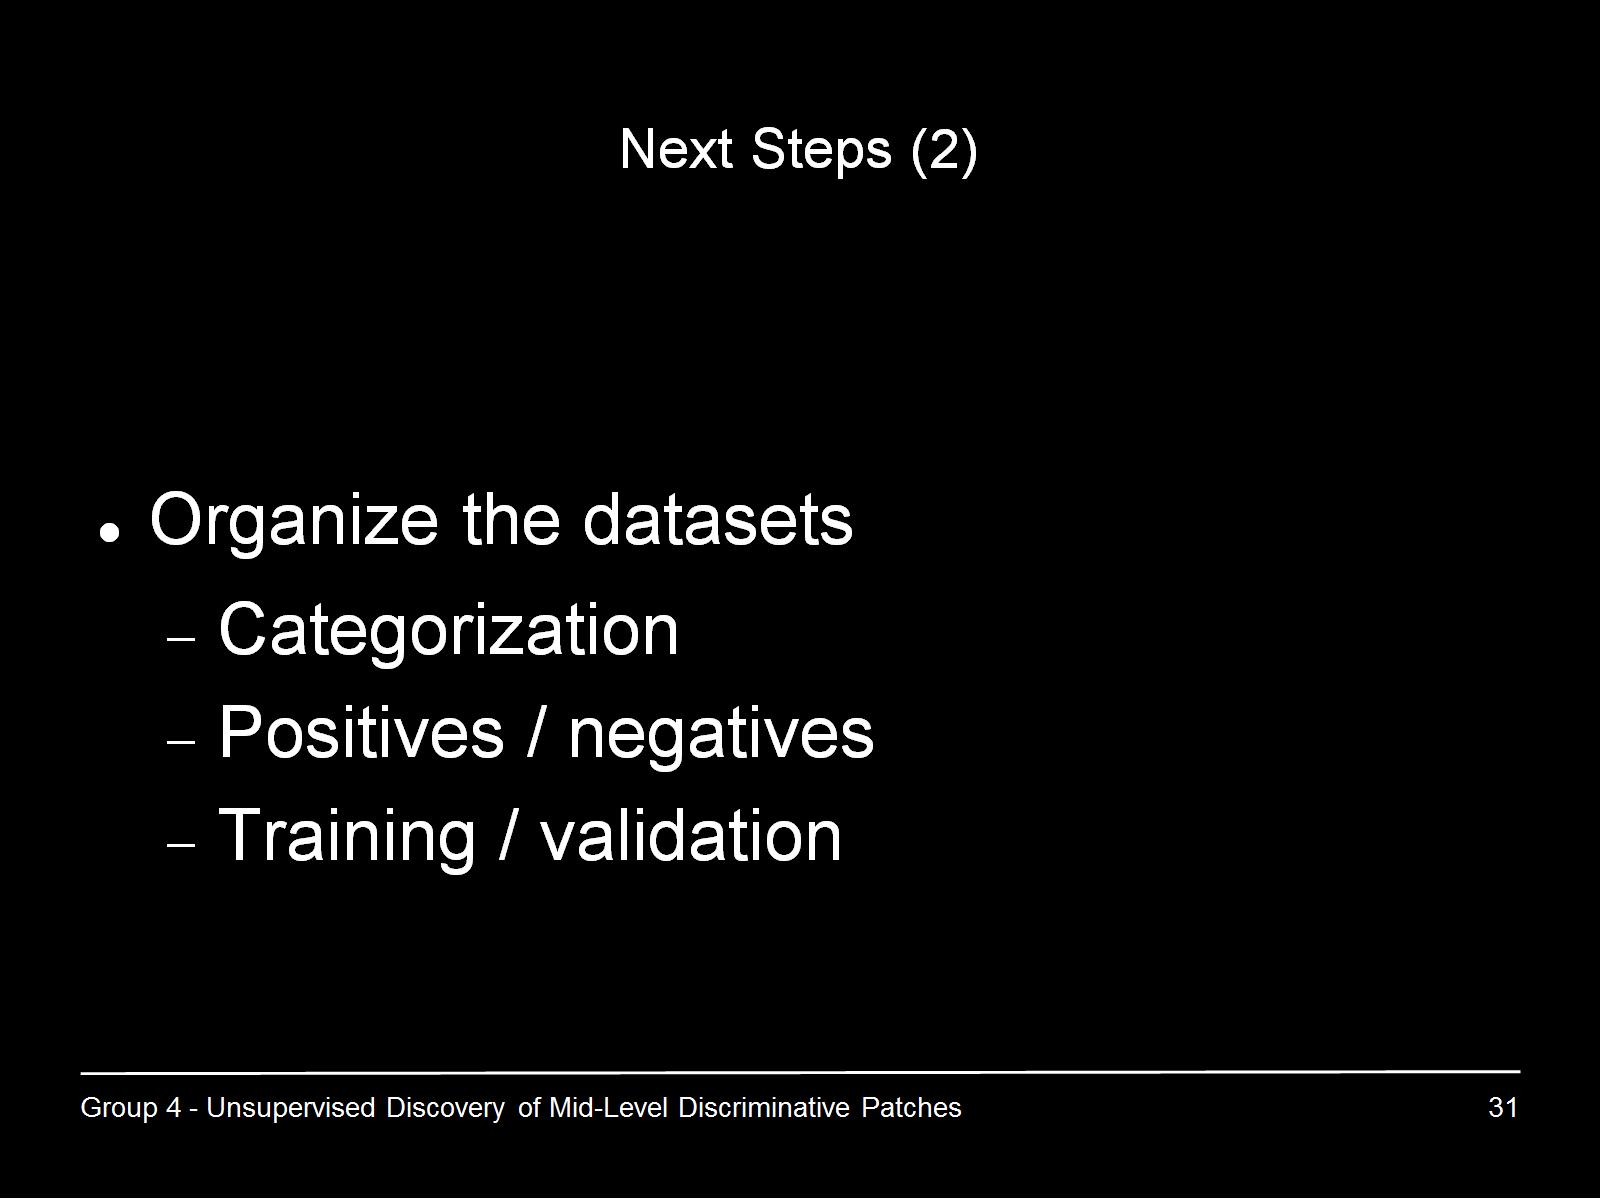 Next Steps (2)
● Organize the datasets
– Categorization
– Positives / negatives
– Training / validation
Group 4 - Unsupervised Discovery of Mid-Level Discriminative Patches 31